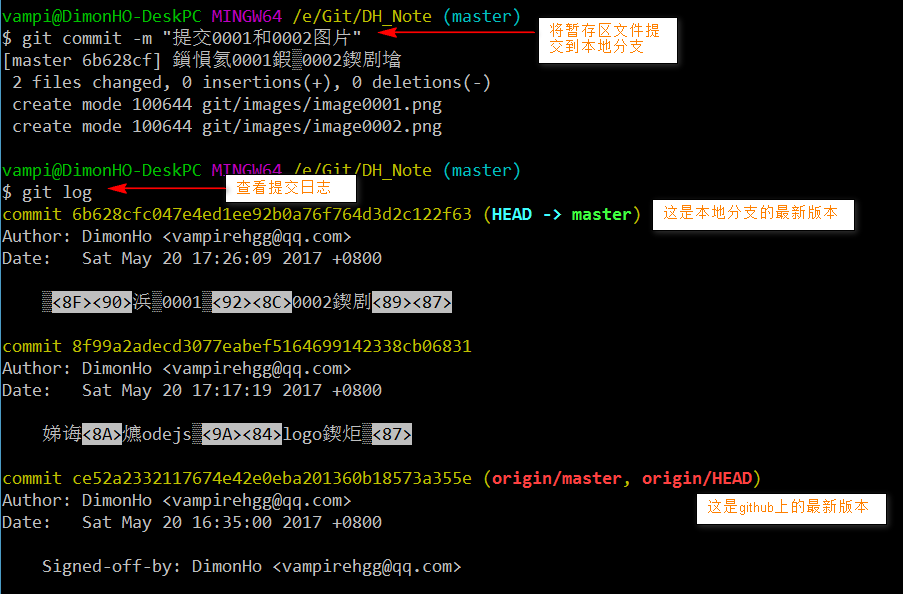 vampi@DimonHO-DeskPC MINGW64 /e/Git/DH_Note (master)
$ git commit -m "提交0001和0002图片"
将暂存区文件提
交到本地分支
[master 6b628cf] 鎻愪氦0001鍜▒0002鍥剧墖
2 files changed, 0 insertions(+), 0 deletions(-)
create mode 100644 git/images/image0001.png
create mode 100644 git/images/image0002.png
vampi@DimonHO-DeskPC MINGW64 /e/Git/DH_Note (master)
$ git log
查看提交日志
commit 6b628cfc047e4ed1ee92b0a76f764d3d2c122f63 (HEAD -> master)
这是本地分支的最新版本
Author: DimonHo <vampirehgg@qq.com>
Date:   Sat May 20 17:26:09 2017 +0800
▒<8F><90>浜▒0001▒<92><8C>0002鍥剧<89><87>
commit 8f99a2adecd3077eabef5164699142338cb06831
Author: DimonHo <vampirehgg@qq.com>
Date:   Sat May 20 17:17:19 2017 +0800
<8A>
odejs▒<9A><84>logo鍥炬▒<87>
commit ce52a2332117674e42e0eba201360b18573a355e (origin/master, origin/HEAD)
Author: DimonHo <vampirehgg@qq.com>
这是github上的最新版本
Date:   Sat May 20 16:35:00 2017 +0800
Signed-off-by: DimonHo <vampirehgg@qq.com>